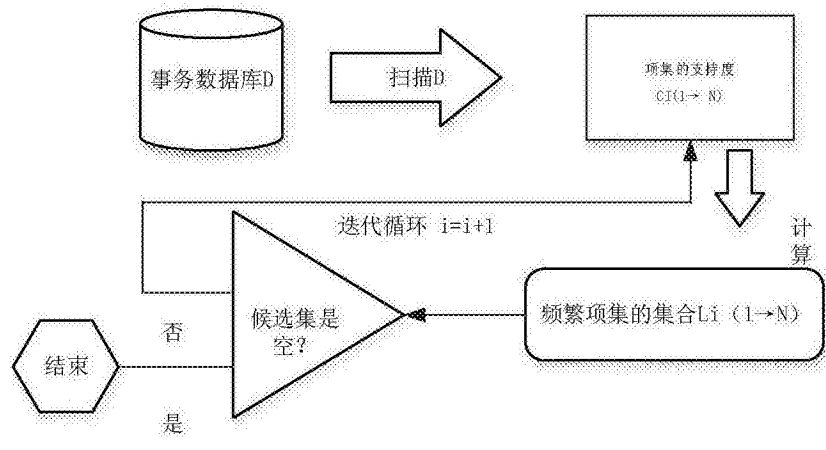 事务数据库D
扫描D
项集的支持度
CI(1→ N)
计
算
迭代循环 i=i+1
频繁项集的集合Li（1→N）
候选集是
空？
否
结束
是